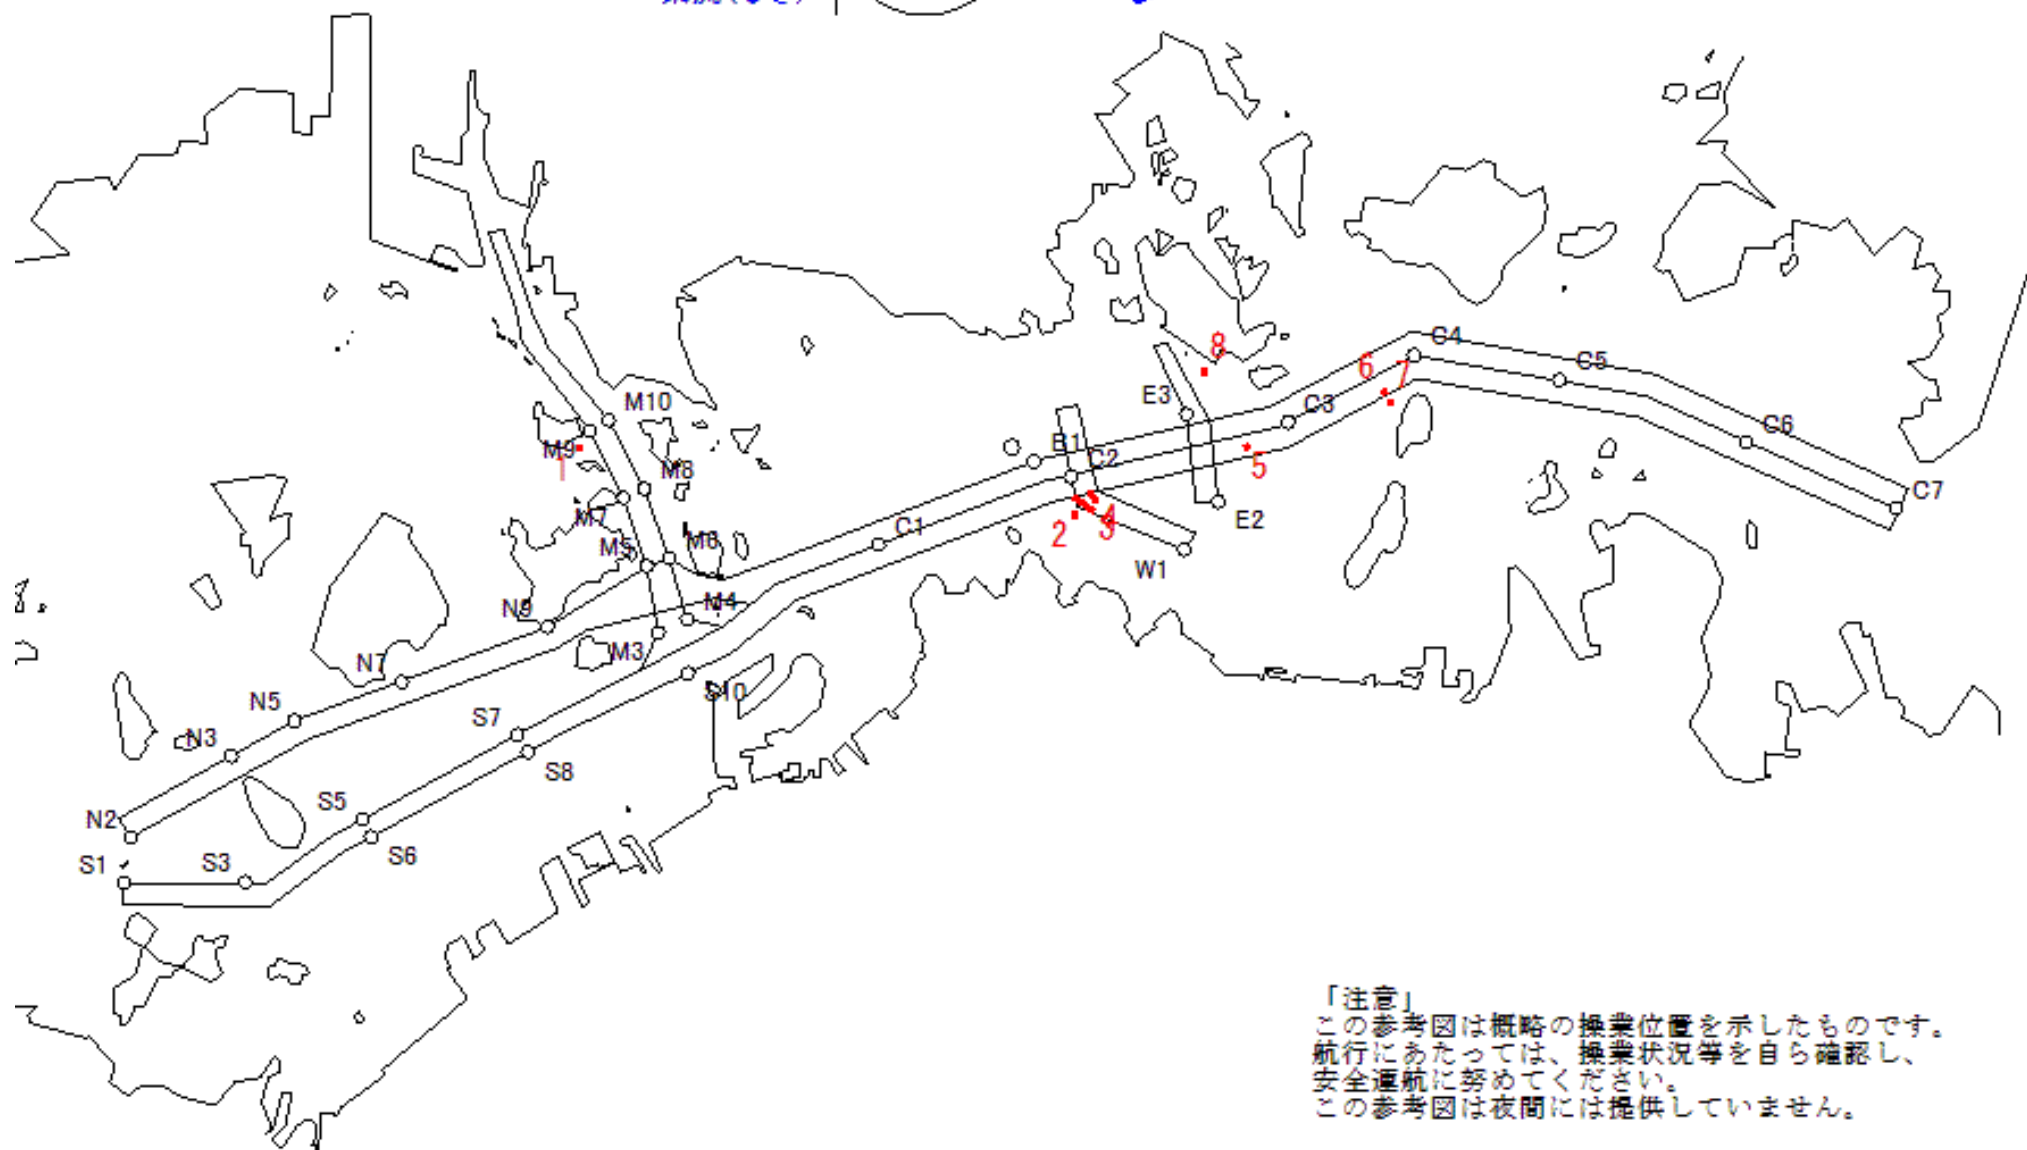 8
C4
6
7
C5
E3
M10
C3
C6
B1
M9
C2
1
M8
5
C7
M7
4
E2
2
3
C1
M5
M6
W1
N9
M4
M3
N7
S10
N5
S7
N3
S8
S5
N2
S6
S1
S3
「注意」
この参考図は概略の操業位置を示したものです。
航行にあたっては、操業状況等を自ら確認し、
安全運航に努めてください。
この参考図は夜間には提供していません。